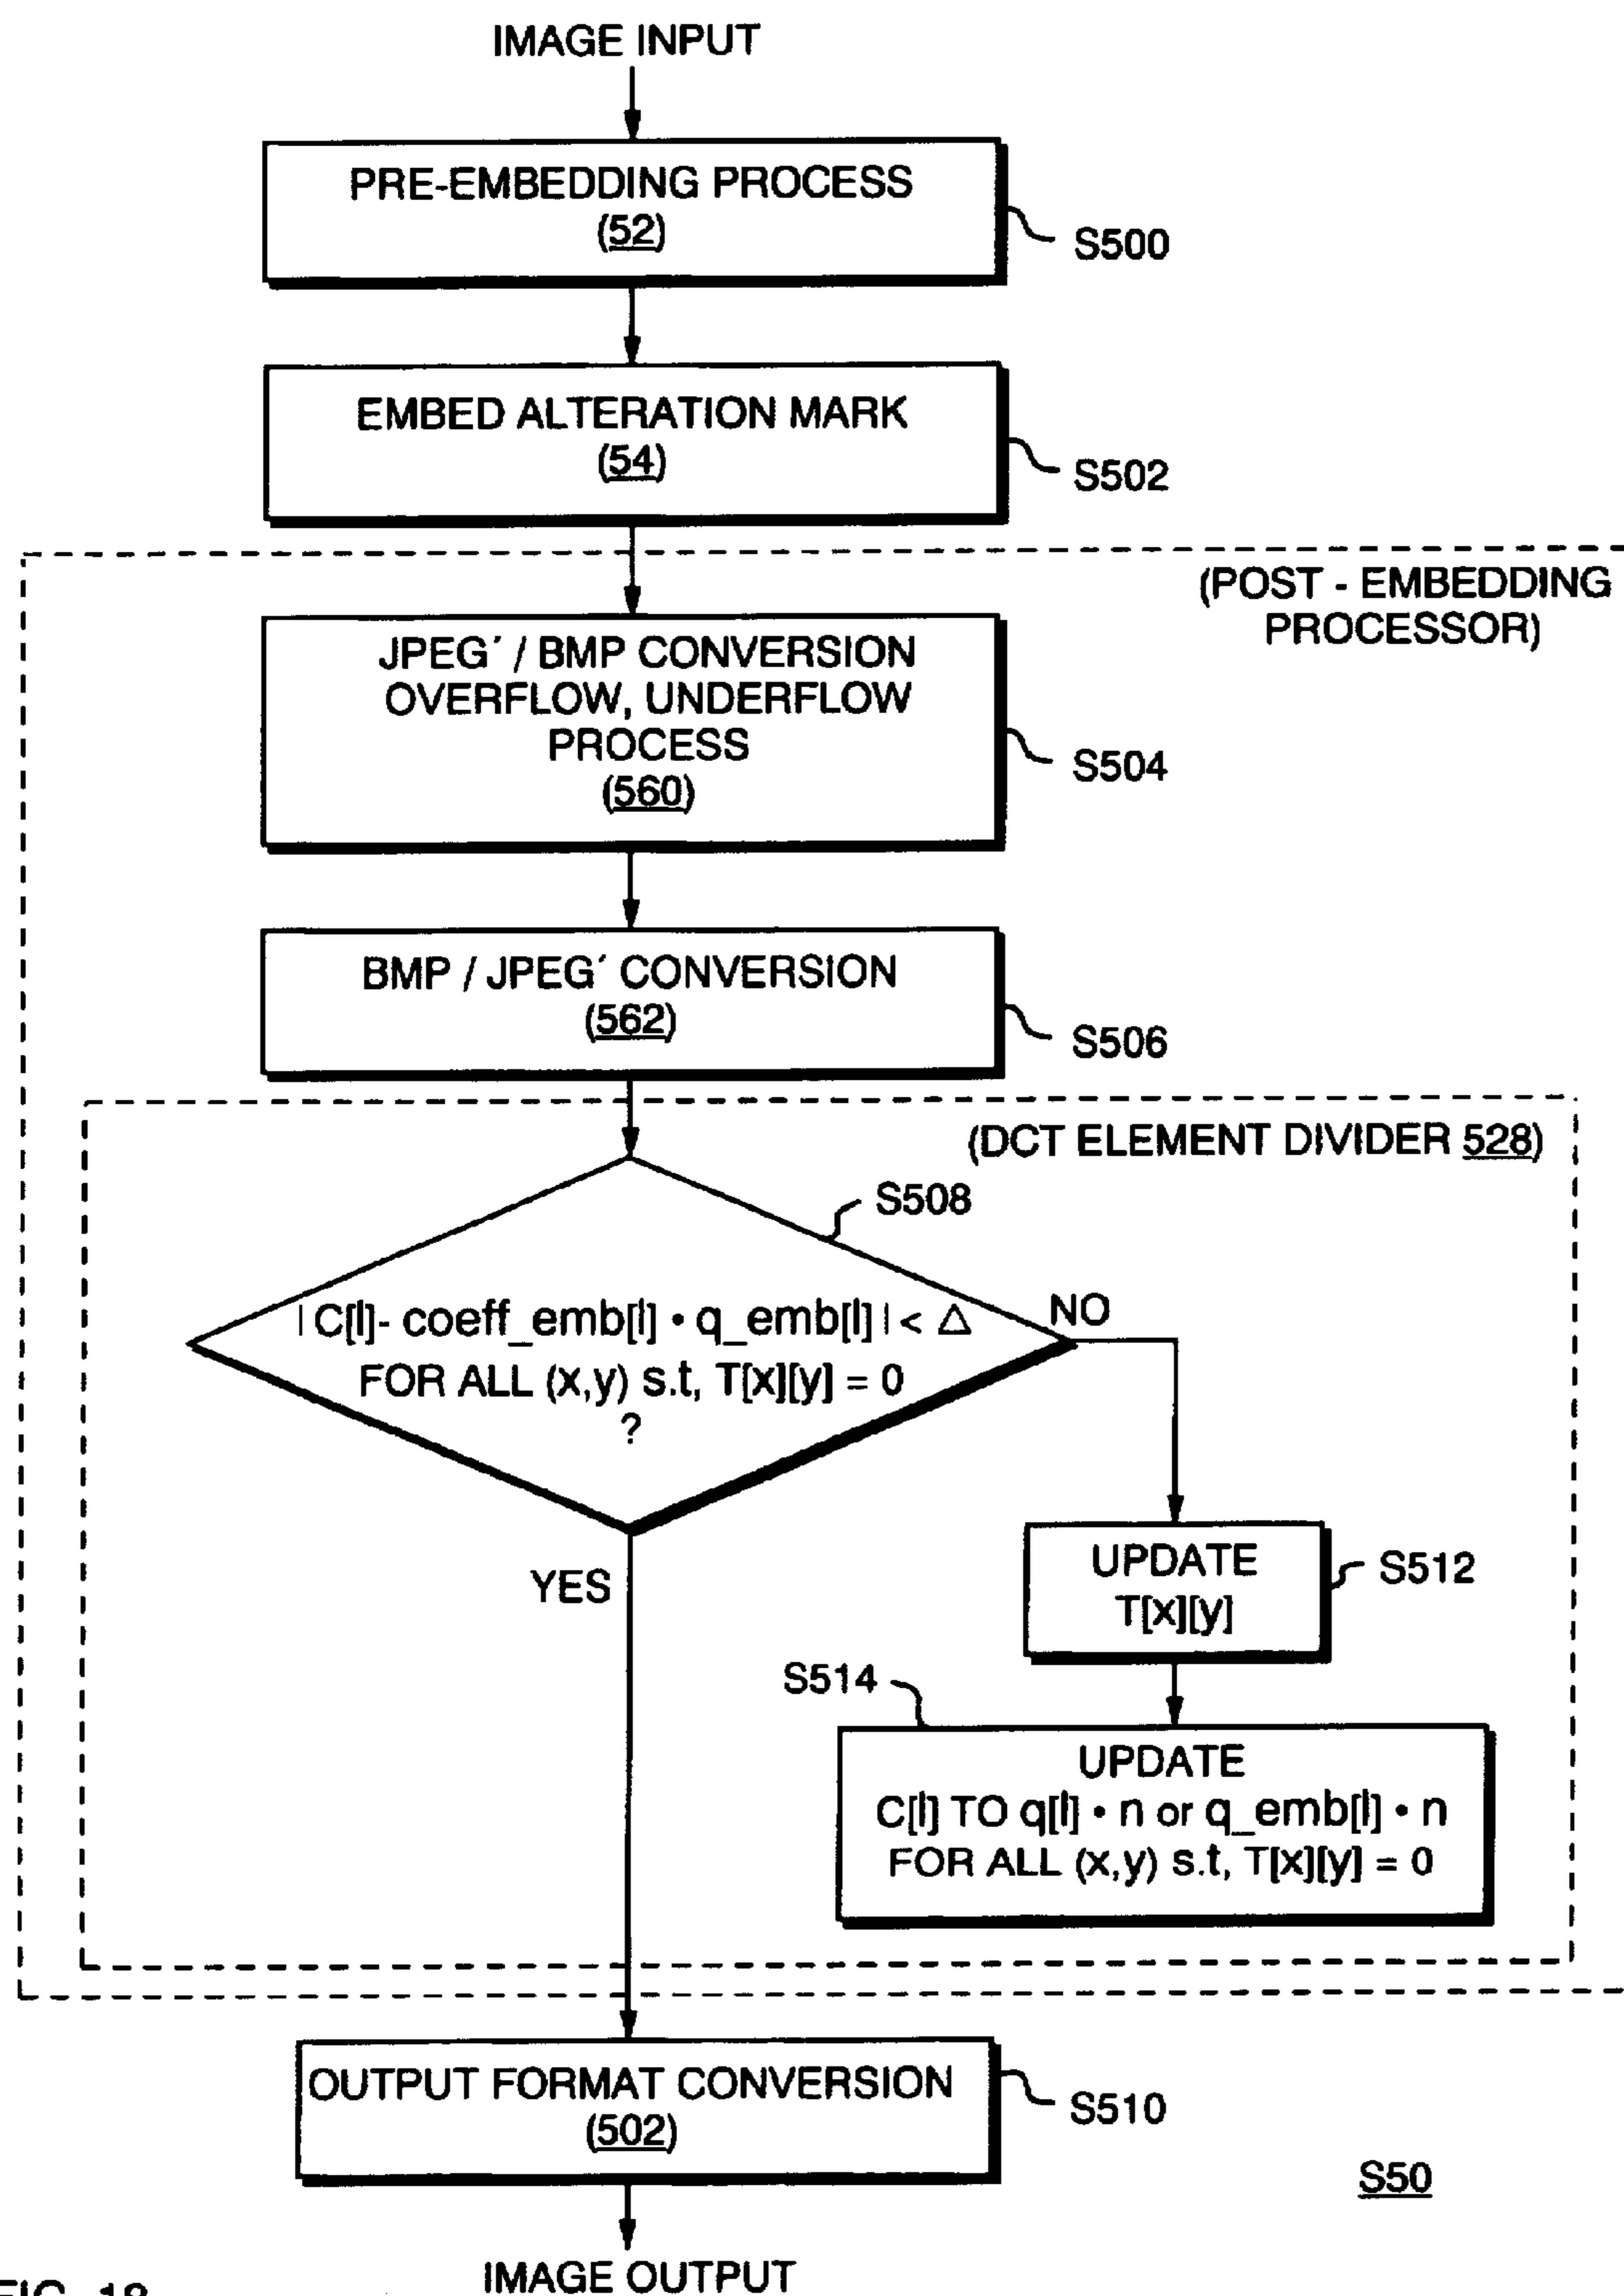 IMAGE INPUT
PRE-EMBEDDING PROCESS
(52)
S500
EMBED ALTERATION MARK
(54)
S502
(POST - EMBEDDING
PROCESSOR)
JPEG´ / BMP CONVERSION
OVERFLOW, UNDERFLOW
PROCESS
(560)
S504
BMP / JPEG´ CONVERSION
(562)
S506
(DCT ELEMENT DIVIDER 528)
S508
| C[I]- coeff_emb[I] • q_emb[I] | < △
FOR ALL (x,y) s.t, T[x][y] = 0
?
NO
YES
UPDATE
T[x][y]
S512
S514
UPDATE
C[I] TO q[I] • n or q_emb[I] • n
FOR ALL (x,y) s.t, T[x][y] = 0
OUTPUT FORMAT CONVERSION
(502)
S510
S50
IMAGE OUTPUT